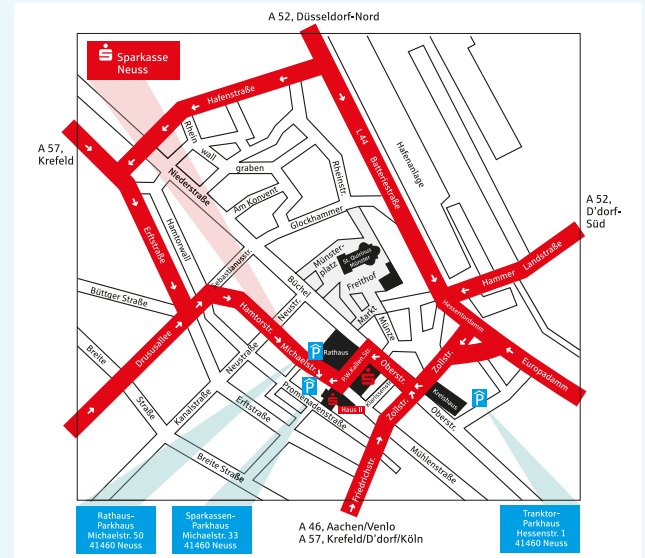 A 52, Düsseldorf-Nord
Sparkasse
Neuss
Hafenstraße
A 57,
Krefeld
Rhein
wall
graben
L 44
Batteriestraße
Hafenanlage
Niederstraße
Rheinstr.
Am Konvent
Glockhammer
A 52,
D'dorf-
Süd
Erftstraße
Hamtorwall
Sebastianusstr.
Münster-
platz
St. Quirinus
Münster
Freithof
Hammer Landstraße
Büttger Straße
Büchel
Neustr.
Markt
Münze
Hessentordamm
Drususallee
Hamtorstr.
Michaelstr.
Rathaus
P.W.Kallen-Str.
Oberstr.
Zollstr.
Europadamm
Breite
Straße
Neustraße
Kanalstraße
Erftstraße
Promenadenstraße
Haus II
Klarissenstr.
Zollstr.
Kreishaus
Oberstr.
Breite Straße
Mühlenstraße
Friedrichstr.
Rathaus-
Parkhaus
Michaelstr. 50
41460 Neuss
Sparkassen-
Parkhaus
Michaelstr. 33
41460 Neuss
A 46, Aachen/Venlo
A 57, Krefeld/D'dorf/Köln
Tranktor-
Parkhaus
Hessenstr. 1
41460 Neuss
P
P
P